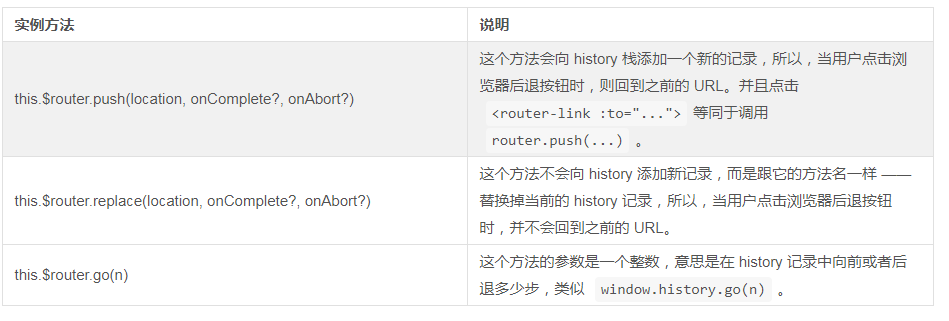 实例方法
说明
this.$router.push(location, onComplete?, onAbort?)
这个方法会向 history 栈添加一个新的记录，所以，当用户点击浏
览器后退按钮时，则回到之前的 URL。并且点击
<router-link :to="..."> 等同于调用
router.push(...) 。
this.$router.replace(location, onComplete?, onAbort?)
这个方法不会向 history 添加新记录，而是跟它的方法名一样 ——
替换掉当前的 history 记录，所以，当用户点击浏览器后退按钮
时，并不会回到之前的 URL。
this.$router.go(n)
这个方法的参数是一个整数，意思是在 history 记录中向前或者后
退多少步，类似 window.history.go(n) 。